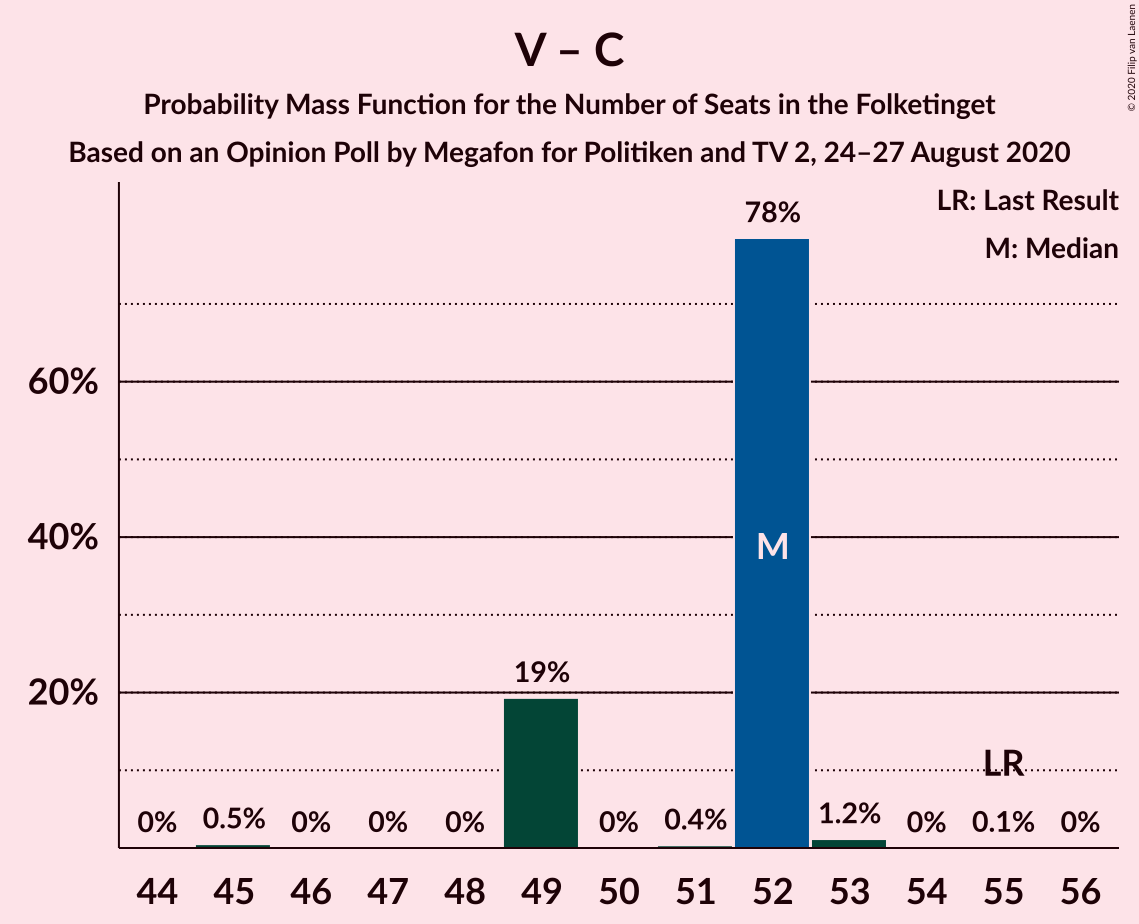 V – C
Probability Mass Function for the Number of Seats in the Folketinget
Based on an Opinion Poll by Megafon for Politiken and TV 2, 24–27 August 2020
© 2020 Filip van Laenen
LR: Last Result
M: Median
78%
60%
40%
M
19%
20%
LR
0% 0.5% 0% 0% 0% 0% 0.4% 1.2% 0% 0.1% 0%
44 45 46 47 48 49 50 51 52 53 54 55 56